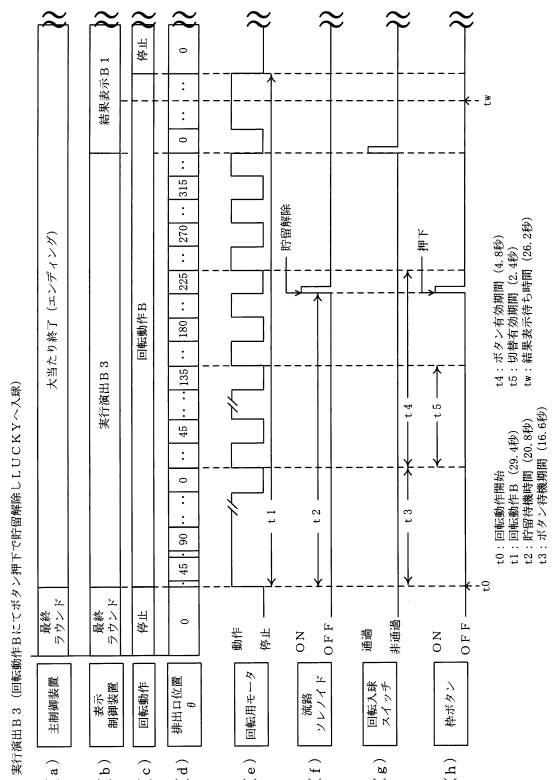 実行演出B3（回転動作Bにてボタン押下で貯留解除しLUCKYへ入球）
a)
主制御装置
最終
ラウンド
大当たり終了（エンディング）
b)
表示
制御装置
最終
ラウンド
実行演出B3
結果表示B1
c)
回転動作
停止
回転動作B
停止
d)
排出口位置
θ
0
‥
45
‥
90
‥
0
‥
45
‥
135
‥
180
‥
225
‥
270
‥
315
‥
0
‥
0
e)
回転用モータ
動作
停止
t1
f)
流路
ソレノイド
ON
OFF
t2
貯留解除
g)
回転入球
スイッチ
通過
非通過
t3
t4
t5
h)
枠ボタン
ON
OFF
押下
t0
tw
t0：回転動作開始
t1：回転動作B（29.4秒）
t2：貯留待機時間（20.8秒）
t3：ボタン待機期間（16.6秒）
t4：ボタン有効期間（4.8秒）
t5：切替有効期間（2.4秒）
tw：結果表示待ち時間（26.2秒）